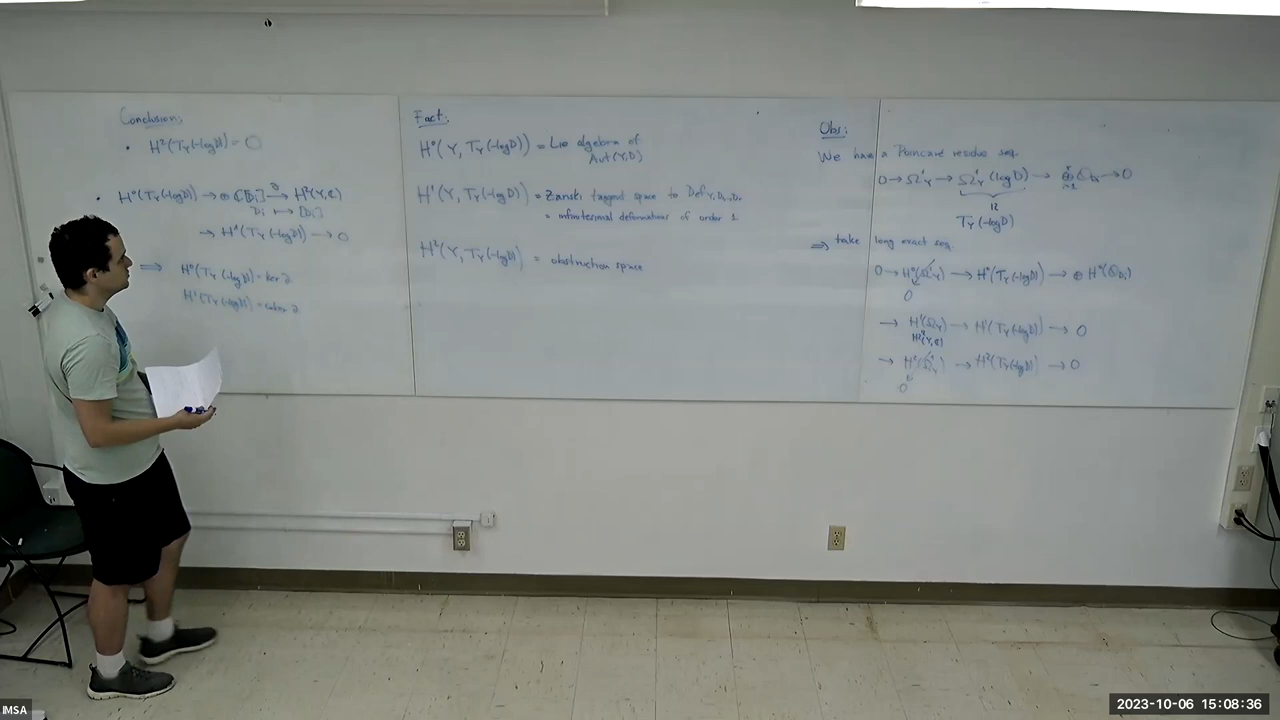 Conclusion:
• H²(T_Y(-log D)) = 0
• H⁰(T_Y(-log D)) → ⊕ ℂ[D_i] →^∂ H²(Y, ℂ)
D_i ⟼ [D_i]
→ H¹(T_Y(-log D)) → 0
⟹ H⁰(T_Y(-log D)) = ker ∂
H¹(T_Y(-log D)) = coker ∂
Fact:
H⁰(Y, T_Y(-log D)) = Lie algebra of
Aut(Y,D)
H¹(Y, T_Y(-log D)) = Zariski tangent space to Def
= infinitesimal deformations of order 1
H²(Y, T_Y(-log D)) = obstruction space
Obs:
We have a Poincaré residue seq.
0 → Ω¹_Y → Ω¹_Y(log D) → ⊕ O_{D_i} → 0
T_Y(-log D)
⟹ take long exact seq.
0 → H⁰(Ω¹_Y) → H⁰(T_Y(-log D)) → ⊕ H⁰(O_{D_i})
0
→ H¹(Ω¹_Y) → H¹(T_Y(-log D)) → 0
H²(Y, ℂ)
→ H²(Ω¹_Y) → H²(T_Y(-log D)) → 0
0
2023-10-06 15:08:36
IMSA